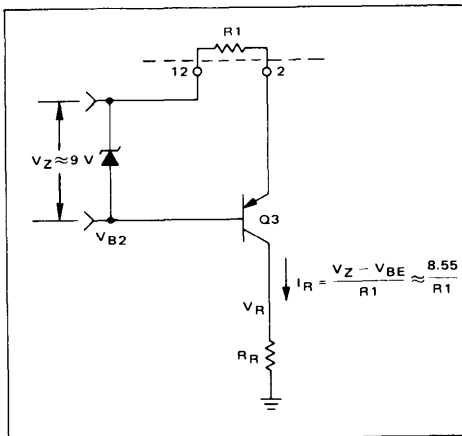 R1
12
2
VZ≈9 V
Q3
VB2
IR = VZ – VBE / R1 ≈ 8.55 / R1
VR
RR